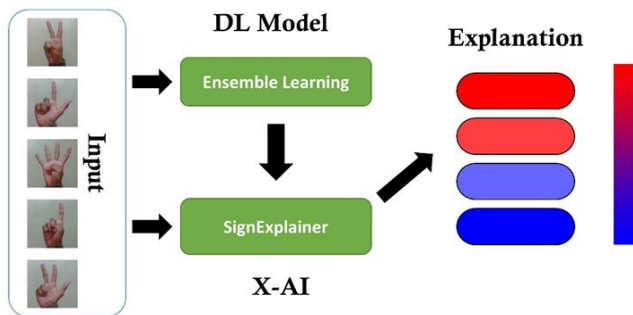 DL Model
Explanation
Ensemble Learning
Input
SignExplainer
X-AI